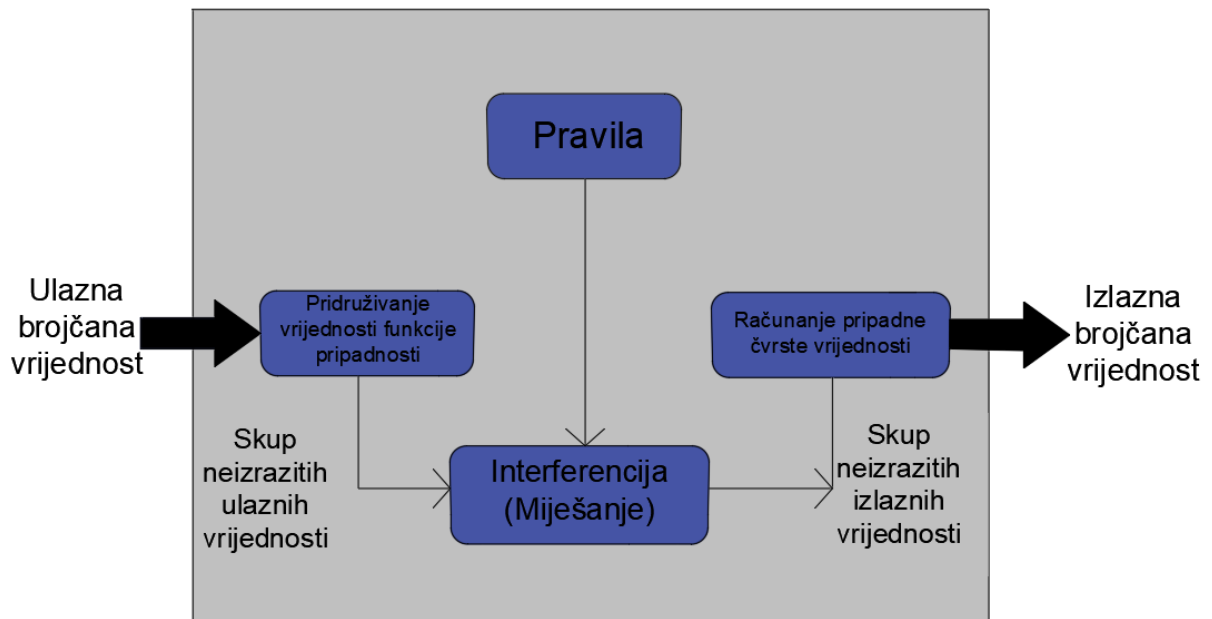 Pravila
Ulazna
brojčana
vrijednost
Pridruživanje
vrijednosti funkcije
pripadnosti
Računanje pripadne
čvrste vrijednosti
Izlazna
brojčana
vrijednost
Skup
neizrazitih
ulaznih
vrijednosti
Interferencija
(Miješanje)
Skup
neizrazitih
izlaznih
vrijednosti